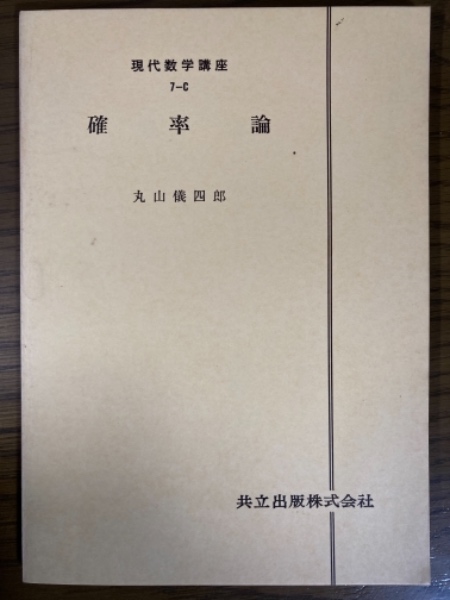 現代数学講座
7-C
確率論
丸山儀四郎
共立出版株式会社